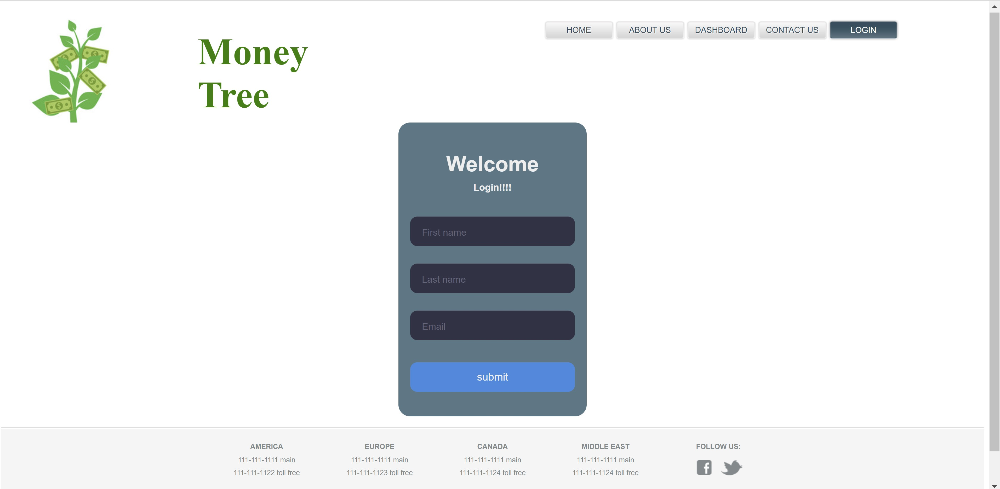 HOME ABOUT US DASHBOARD CONTACT US LOGIN
Money
Tree
Welcome
Login!!!!
First name
Last name
Email
submit
AMERICA
111-111-1111 main
111-111-1122 toll free
EUROPE
111-111-1111 main
111-111-1123 toll free
CANADA
111-111-1111 main
111-111-1124 toll free
MIDDLE EAST
111-111-1111 main
111-111-1124 toll free
FOLLOW US: